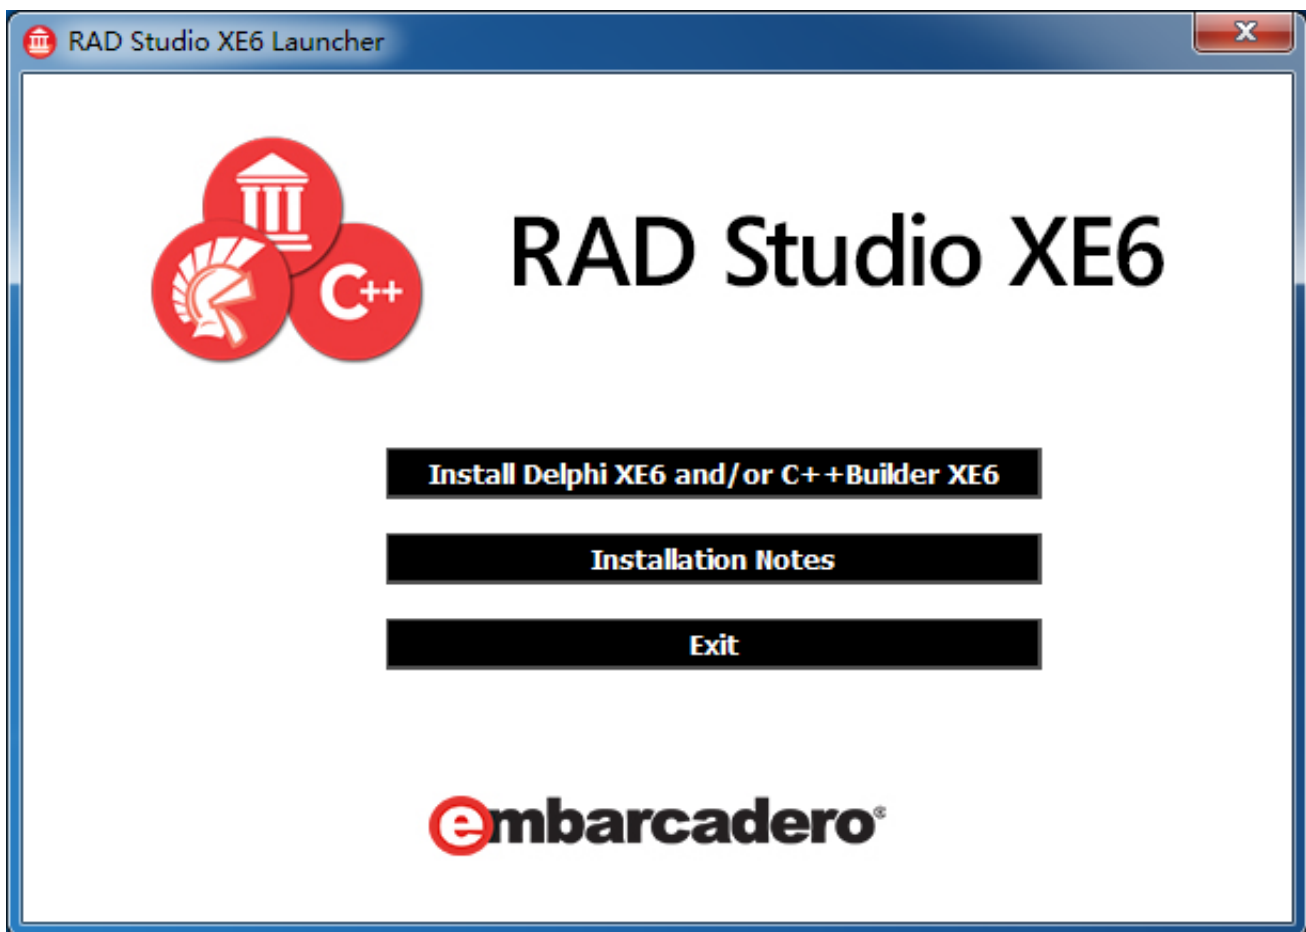 RAD Studio XE6 Launcher
RAD Studio XE6
C++
Install Delphi XE6 and/or C++Builder XE6
Installation Notes
Exit
embarcadero®